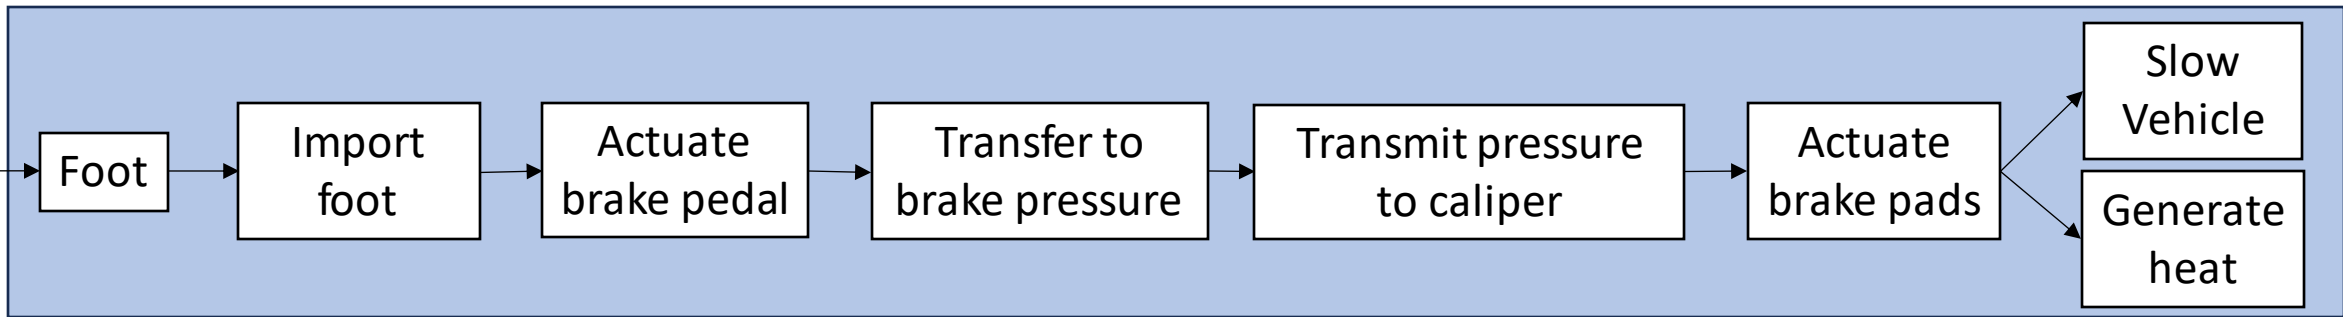 Foot
Import
foot
Actuate
brake pedal
Transfer to
brake pressure
Transmit pressure
to caliper
Actuate
brake pads
Slow
Vehicle
Generate
heat